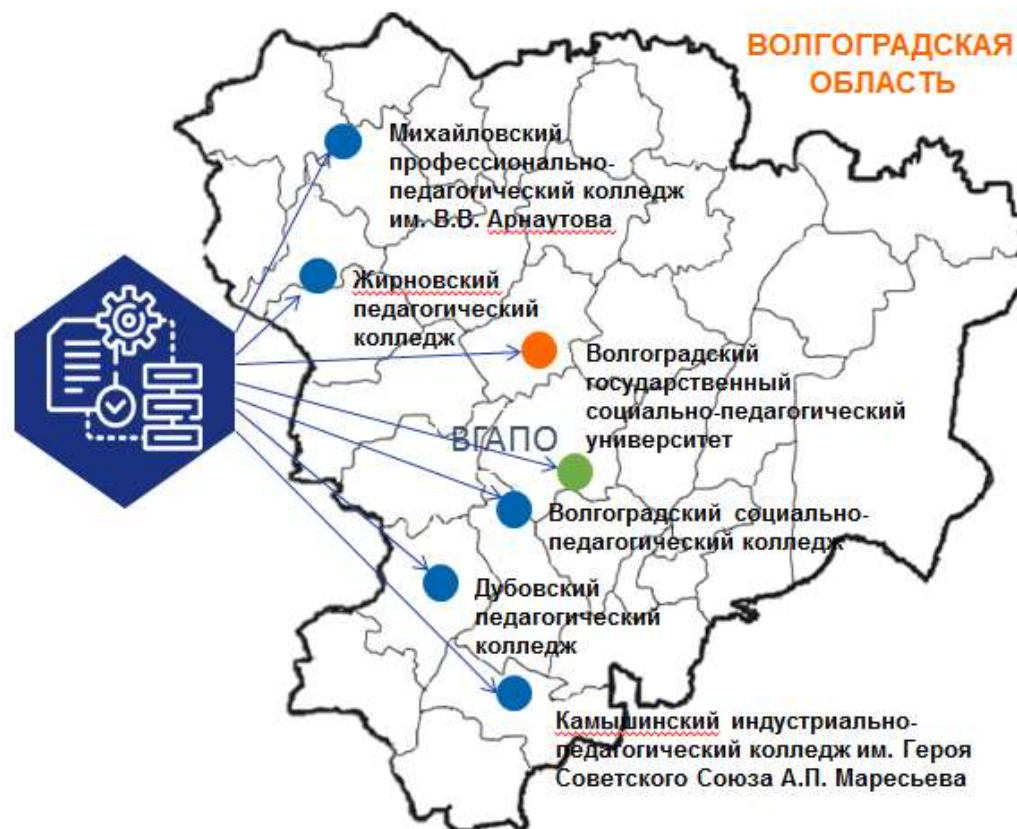 ВОЛГОГРАДСКАЯ
ОБЛАСТЬ
Михайловский
профессионально-
педагогический колледж
им. В.В. Арнаутова
Жирновский
педагогический
колледж
Волгоградский
государственный
социально-педагогический
университет
ВГАПО
Волгоградский социально-
педагогический колледж
Дубовский
педагогический
колледж
Камышинский индустриально-
педагогический колледж им. Героя
Советского Союза А.П. Маресьева